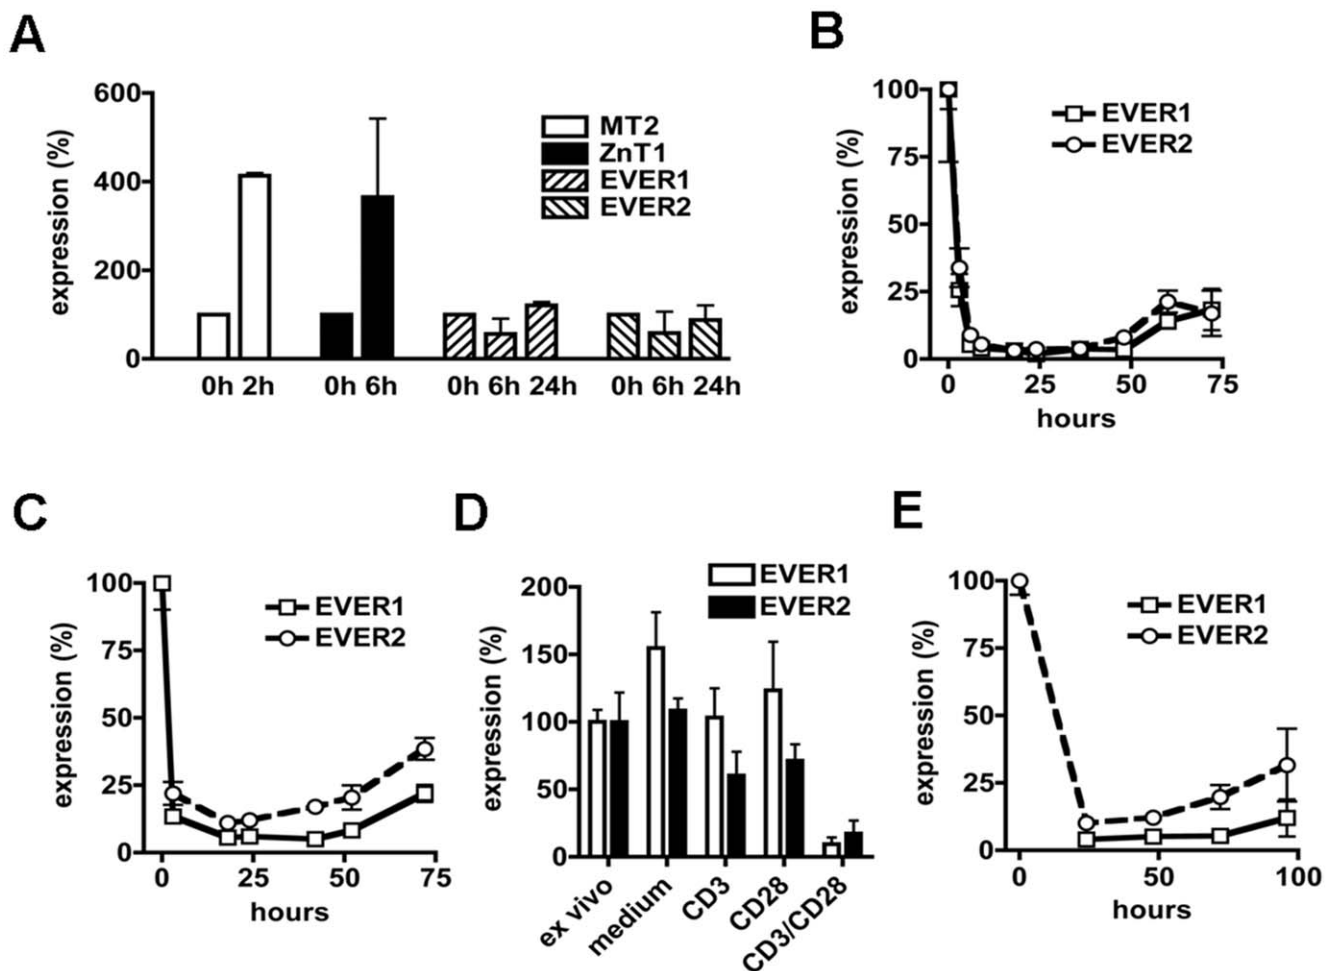 A
expression (%)
600
400
200
0
0h 2h
0h 6h
0h 6h 24h
0h 6h 24h
MT2
ZnT1
EVER1
EVER2
B
expression (%)
100
75
50
25
0
0 25 50 75
hours
EVER1
EVER2
C
expression (%)
100
75
50
25
0
0 25 50 75
hours
EVER1
EVER2
D
expression (%)
200
150
100
50
0
ex vivo
medium
CD3
CD28
CD3/CD28
EVER1
EVER2
E
expression (%)
100
75
50
25
0
0 50 100
hours
EVER1
EVER2